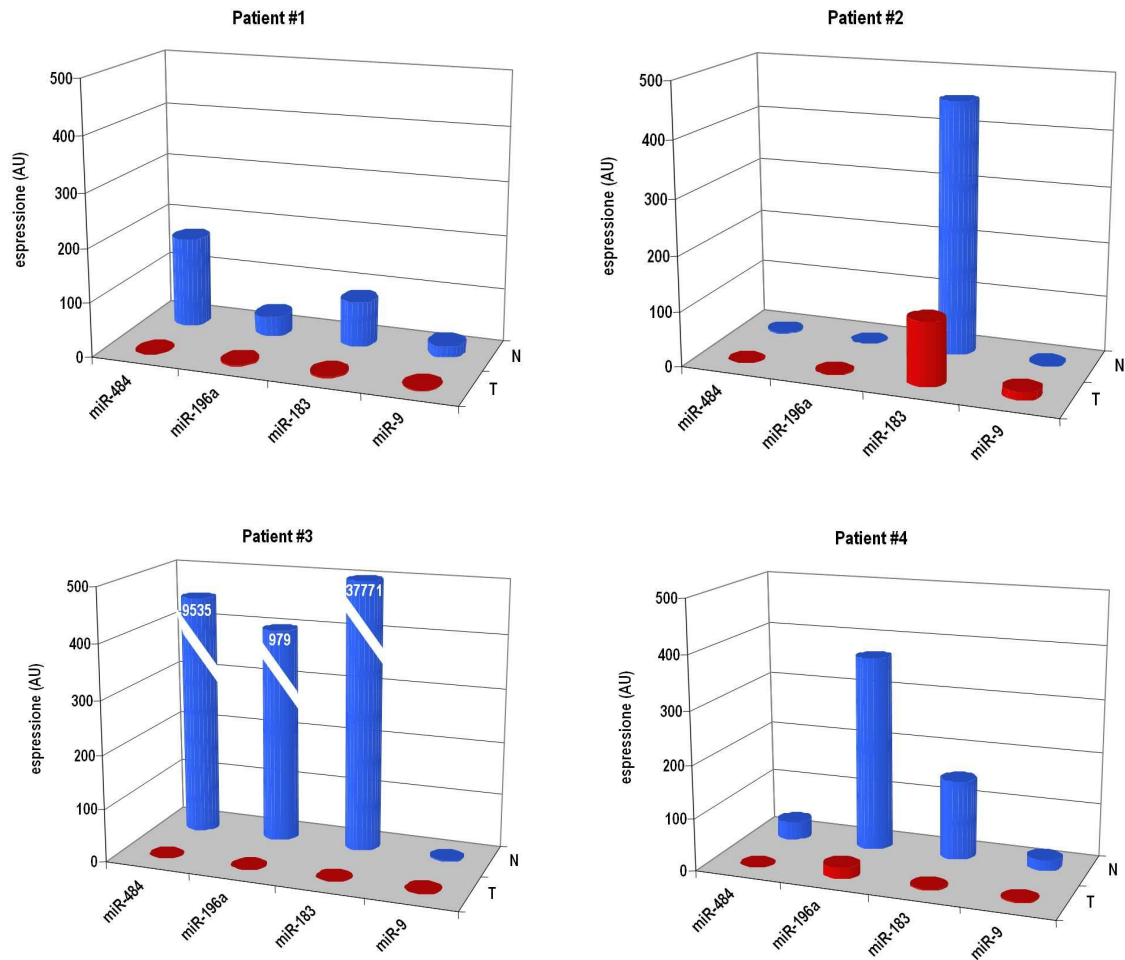 Patient #1
500
400
300
200
100
0
espressione (AU)
miR-484
miR-196a
miR-183
miR-9
N
T
Patient #2
500
400
300
200
100
0
espressione (AU)
miR-484
miR-196a
miR-183
miR-9
N
T
Patient #3
500
400
300
200
100
0
espressione (AU)
9535
979
37771
miR-484
miR-196a
miR-183
miR-9
N
T
Patient #4
500
400
300
200
100
0
espressione (AU)
miR-484
miR-196a
miR-183
miR-9
N
T